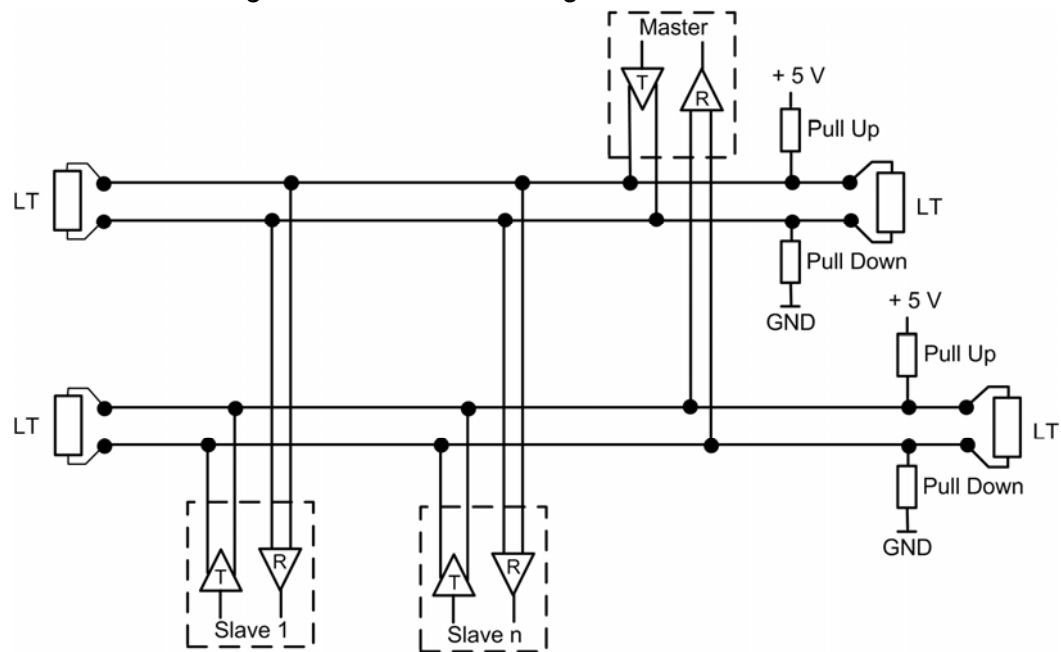 Master
T
R
+ 5 V
Pull Up
LT
LT
Pull Down
GND
+ 5 V
Pull Up
LT
LT
Pull Down
GND
T
R
Slave 1
T
R
Slave n